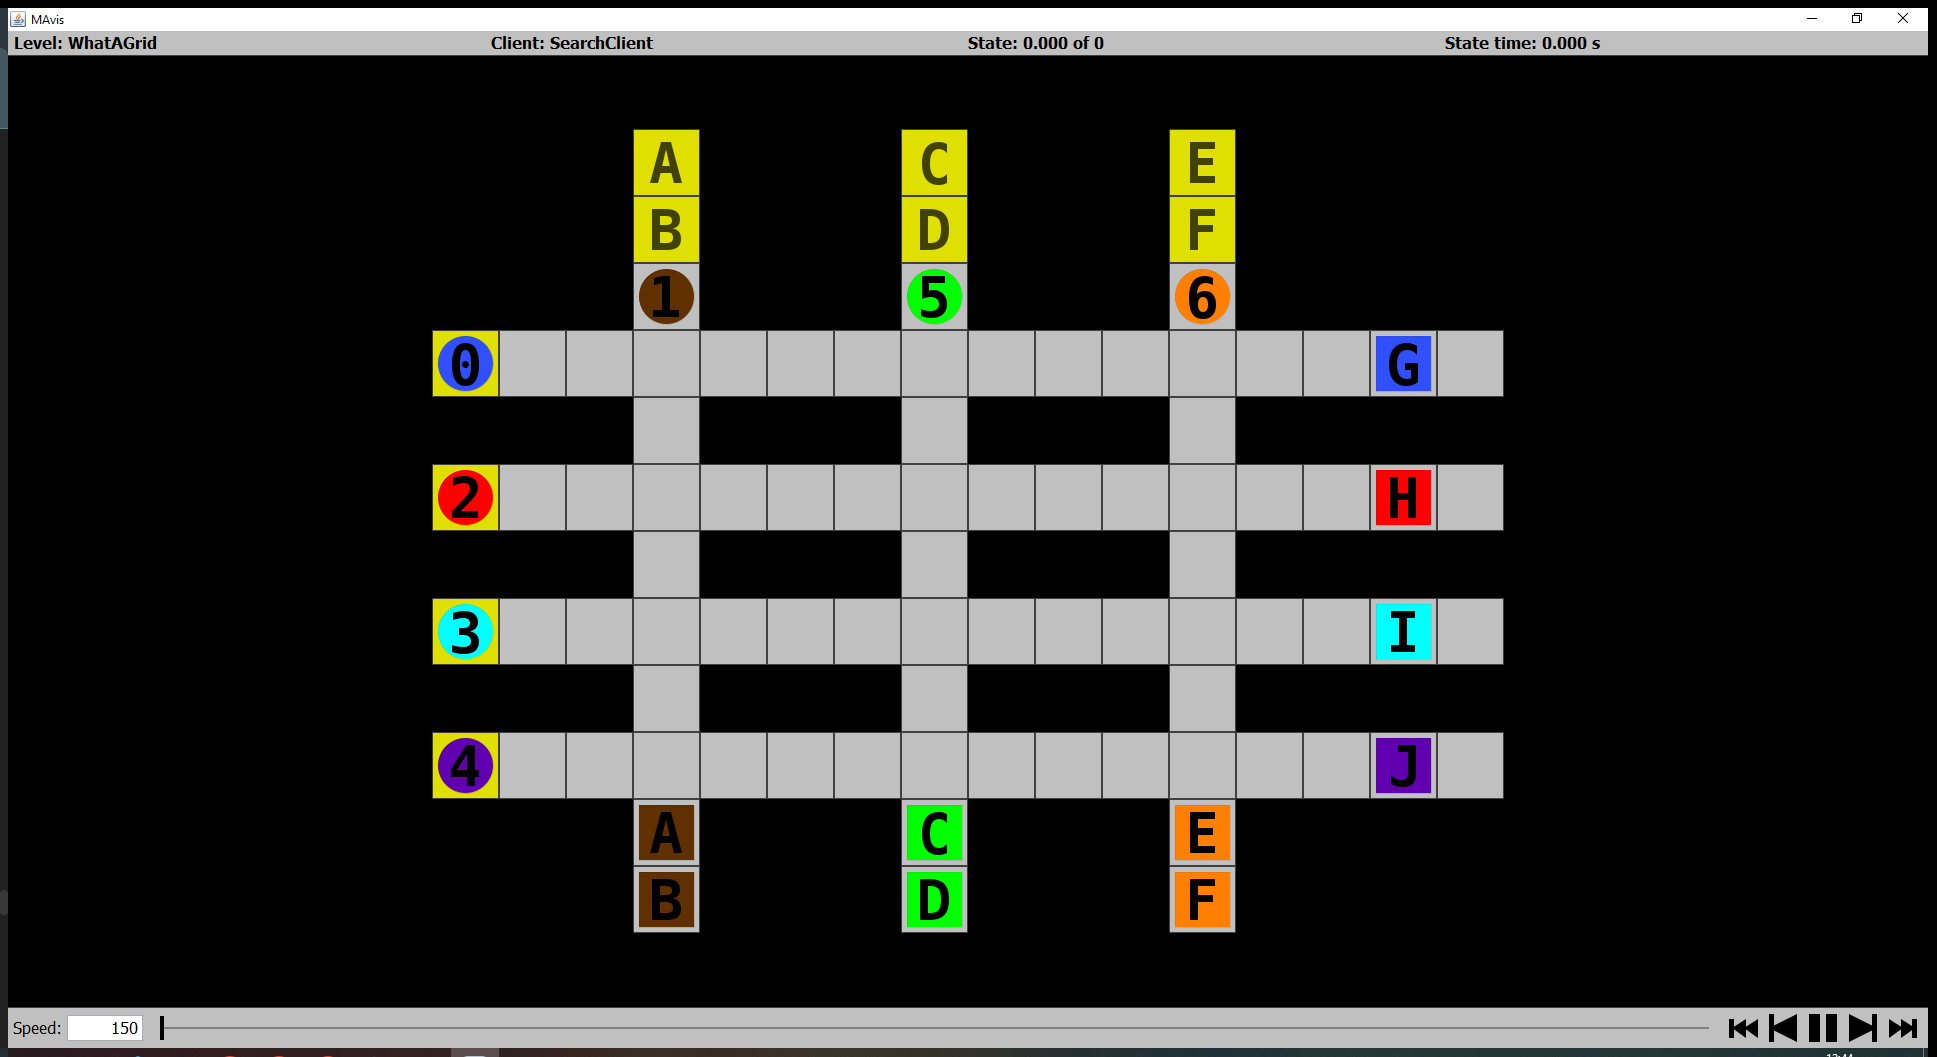 MAvis
Level: WhatAGrid Client: SearchClient State: 0.000 of 0 State time: 0.000 s
A C E
B D F
1 5 6
0 G
2 H
3 I
4 J
A C E
B D F
Speed: 150